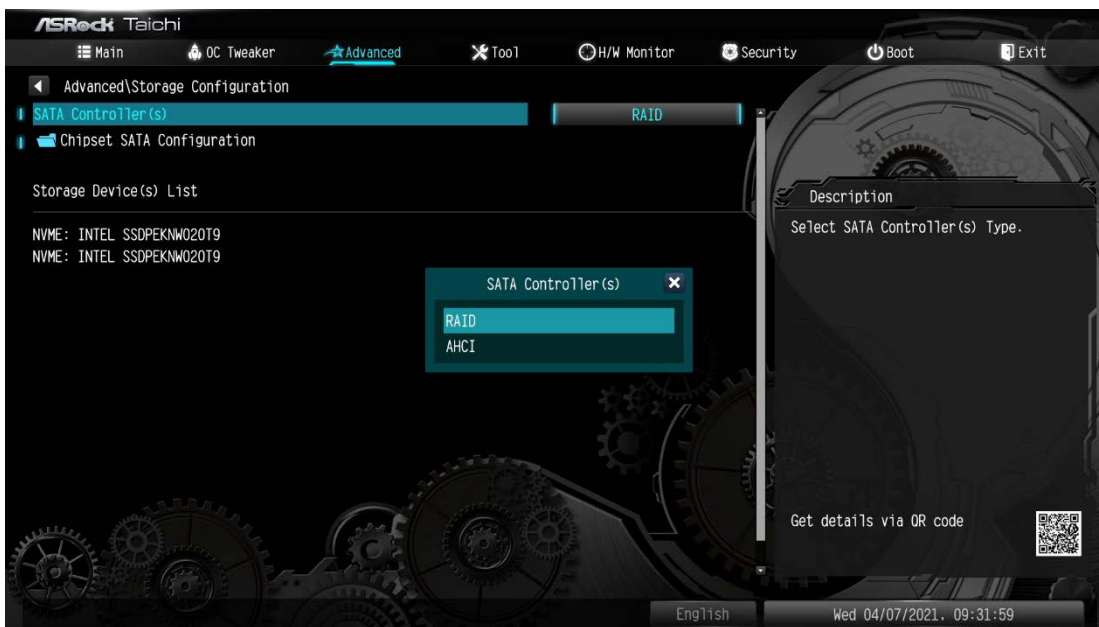 ASRock Taichi
Main OC Tweaker Advanced Tool H/W Monitor Security Boot Exit
Advanced\Storage Configuration
SATA Controller(s) RAID
Chipset SATA Configuration
Storage Device(s) List
NVME: INTEL SSDPEKNW020T9
NVME: INTEL SSDPEKNW020T9
SATA Controller(s)
RAID
AHCI
Description
Select SATA Controller(s) Type.
Get details via QR code
English Wed 04/07/2021, 09:31:59